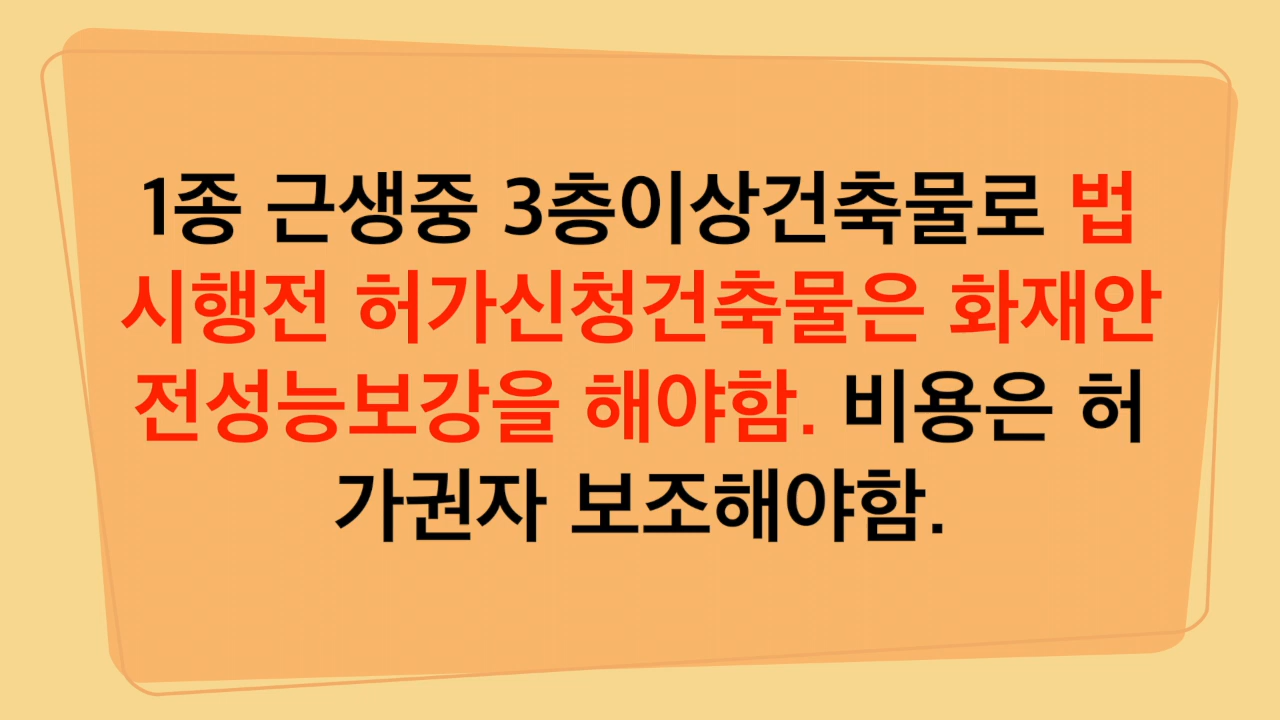 1종 근생중 3층이상건축물로 법
시행전 허가신청건축물은 화재안
전성능보강을 해야함. 비용은 허
가권자 보조해야함.